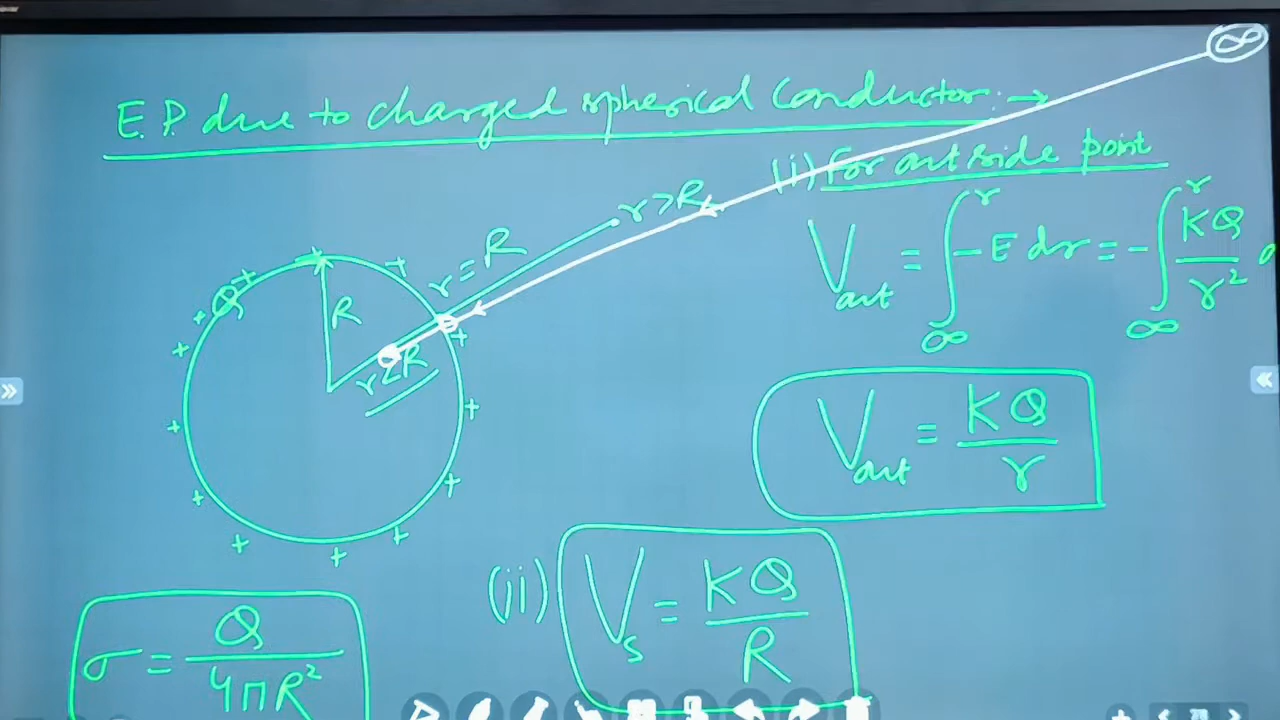 E.P due to charged spherical Conductor: →
∞
(i) For out side point
r > R
r = R
R
Q
r < R
V_out = ∫_∞^r -E dr = - ∫_∞^r KQ/r²
V_out = KQ/r
(ii) V_s = KQ/R
σ = Q/4πR²